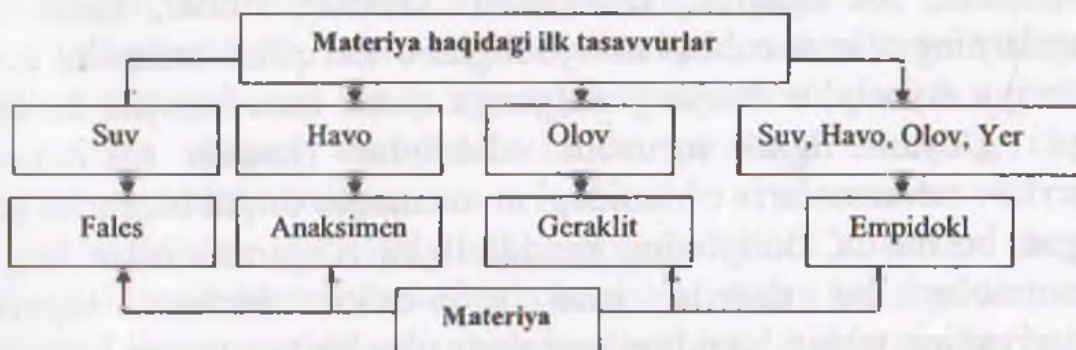 Materiya haqidagi ilk tasavvurlar
Suv
Havo
Olov
Suv, Havo, Olov, Yer
Fales
Anaksimen
Geraklit
Empidokl
Materiya